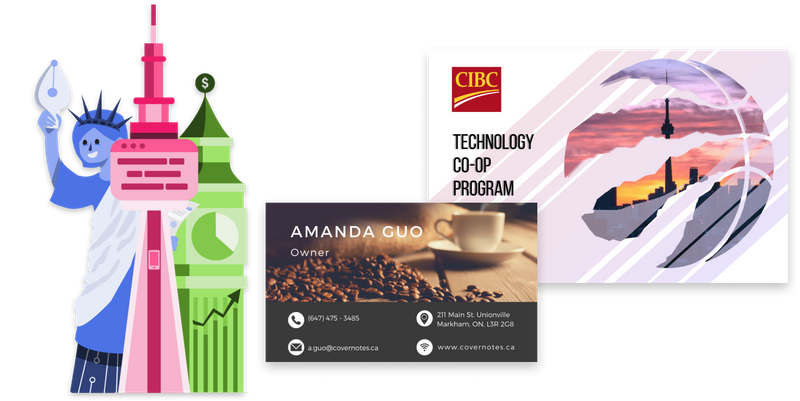 $
CIBC
TECHNOLOGY
CO-OP
PROGRAM
AMANDA GUO
Owner
(647) 475 - 3485
211 Main St. Unionville
Markham, ON, L3R 2G8
a.guo@covernotes.ca
www.covernotes.ca